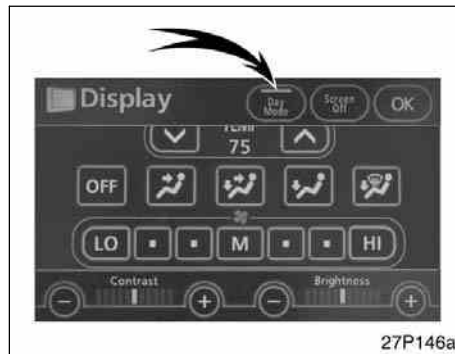 Display
Day Mode
Screen Off
OK
TEMP
75
OFF
LO M HI
Contrast
Brightness
− + − +
27P146a